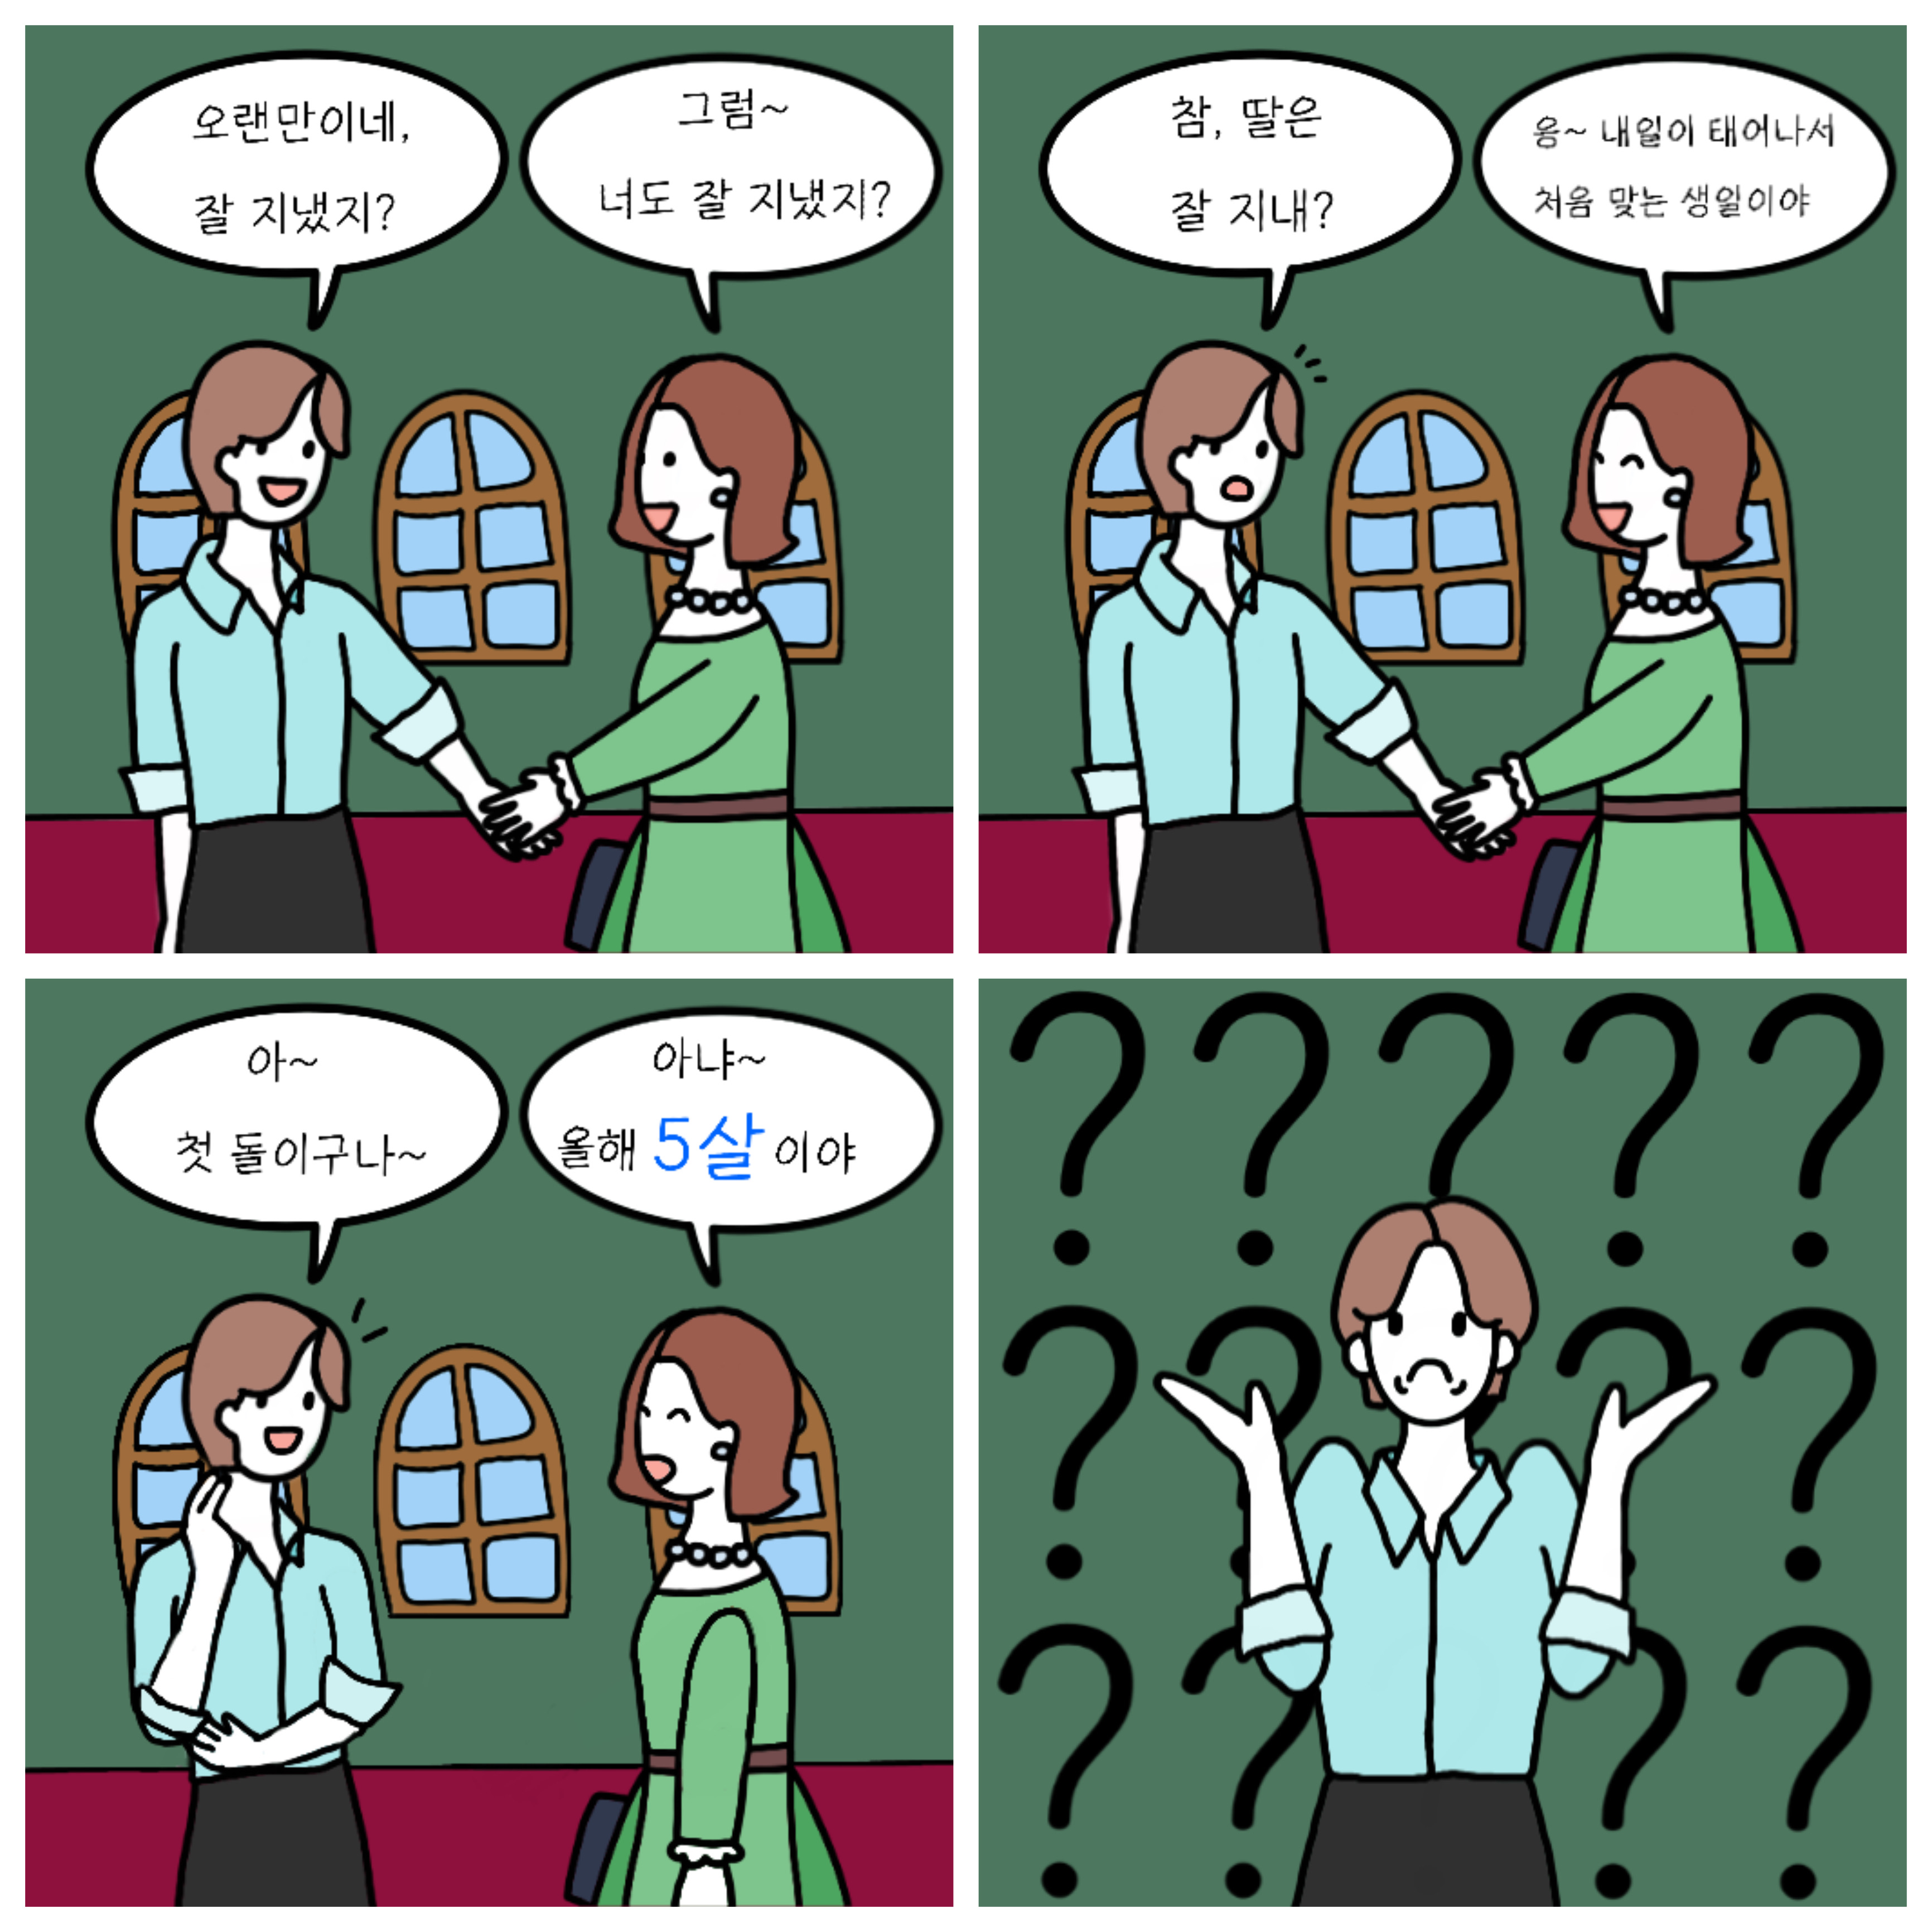 오랜만이네,
잘 지냈지?
그럼~
너도 잘 지냈지?
참, 딸은
잘 지내?
응~ 내일이 태어나서
처음 맞는 생일이야
아~
첫 돌이구나~
아냐~
올해 5살이야
? ? ? ? ?
? ? ? ?
? ? ? ?